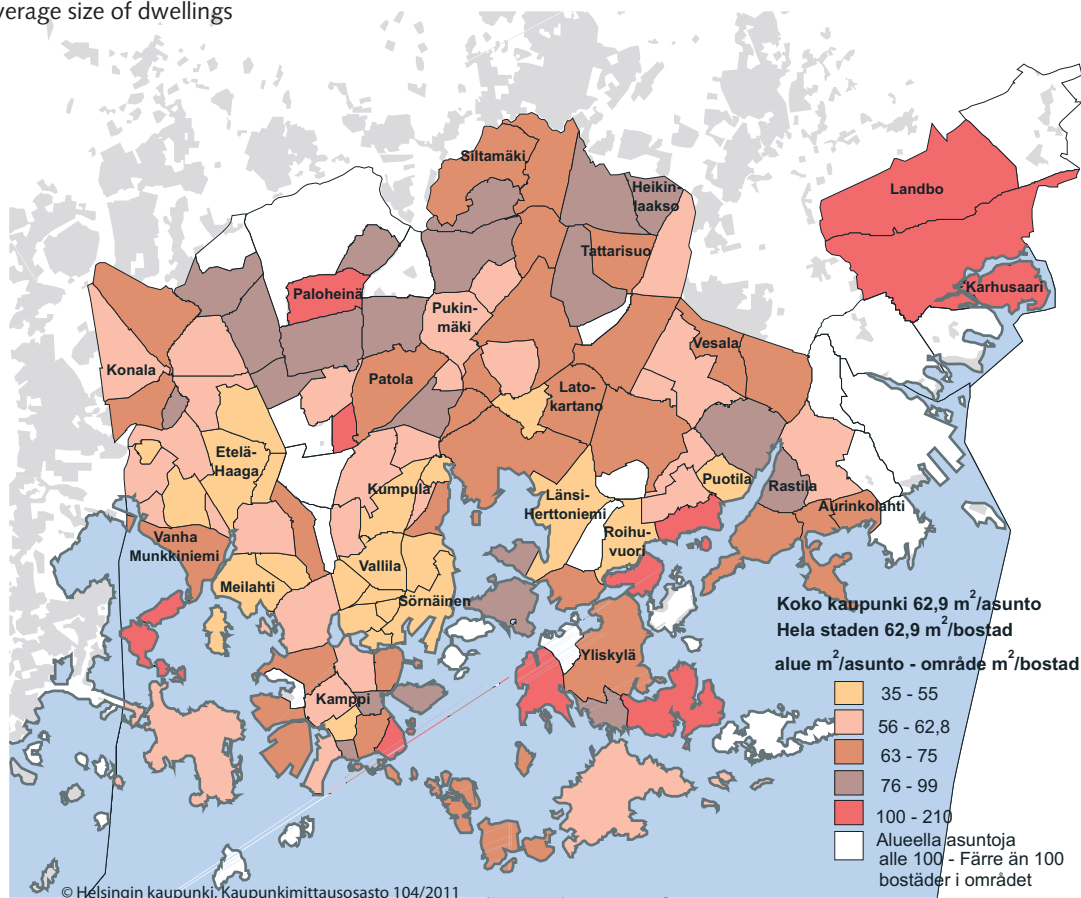 verage size of dwellings
Siltamäki
Heikin-
laakso
Landbo
Tattarisuo
Paloheinä
Karhusaari
Pukin-
mäki
Vesala
Konala
Patola
Lato-
kartano
Etelä-
Haaga
Kumpula
Puotila
Rastila
Länsi-
Herttoniemi
Aurinkolahti
Roihu-
vuori
Vanha
Munkkiniemi
Vallila
Meilahti
Sörnäinen
Yliskylä
Kamppi
Koko kaupunki 62,9 m²/asunto
Hela staden 62,9 m²/bostad
alue m²/asunto - område m²/bostad
35 - 55
56 - 62,8
63 - 75
76 - 99
100 - 210
Alueella asuntoja
alle 100 - Färre än 100
bostäder i området
© Helsingin kaupunki, Kaupunkimittausosasto 104/2011